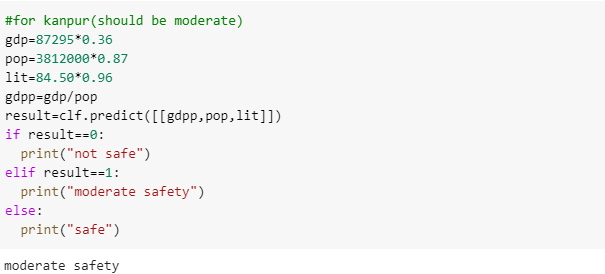 #for kanpur(should be moderate)
gdp=87295*0.36
pop=3812000*0.87
lit=84.50*0.96
gdpp=gdp/pop
result=clf.predict([[gdpp,pop,lit]])
if result==0:
  print("not safe")
elif result==1:
  print("moderate safety")
else:
  print("safe")
moderate safety